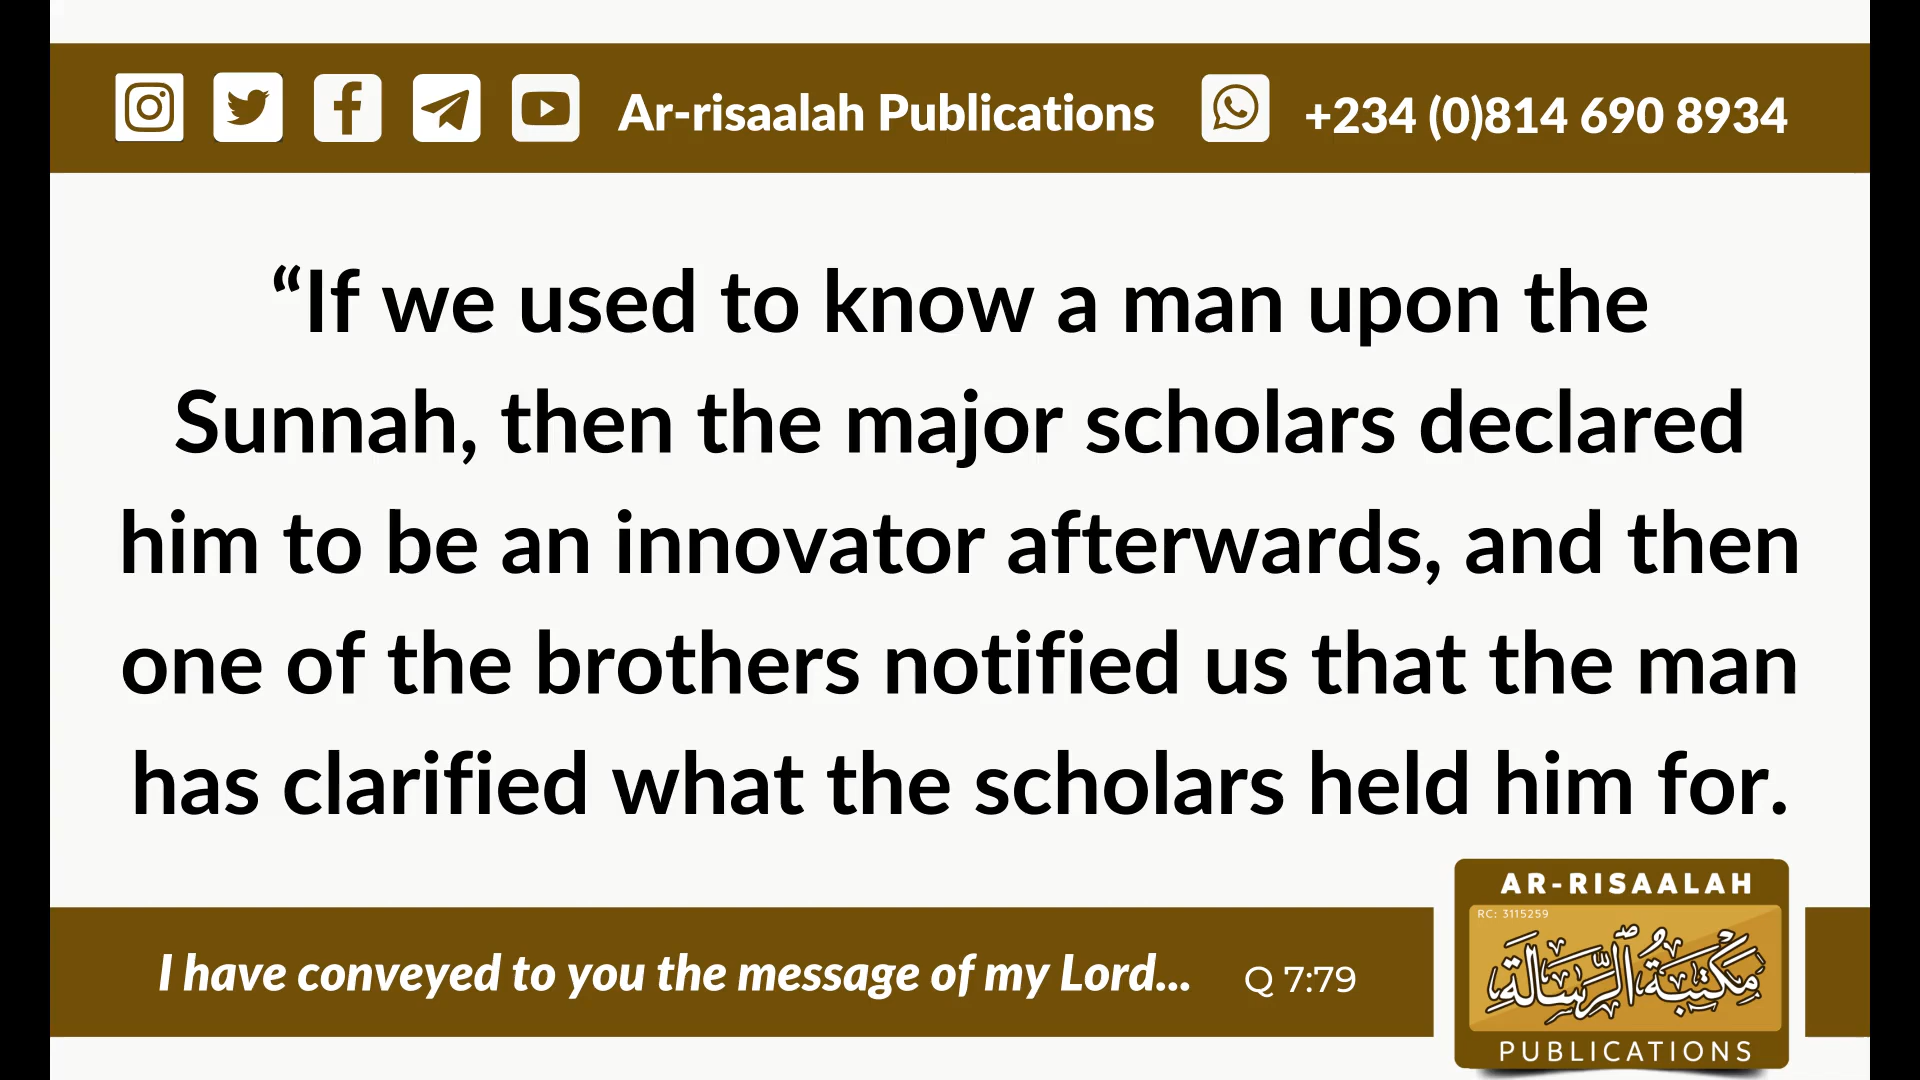 Ar-risaalah Publications +234 (0)814 690 8934
“If we used to know a man upon the
Sunnah, then the major scholars declared
him to be an innovator afterwards, and then
one of the brothers notified us that the man
has clarified what the scholars held him for.
I have conveyed to you the message of my Lord... Q 7:79
AR-RISAALAH
RC: 3115259
مَكْتَبَةُ الرِّسَالَةِ
PUBLICATIONS